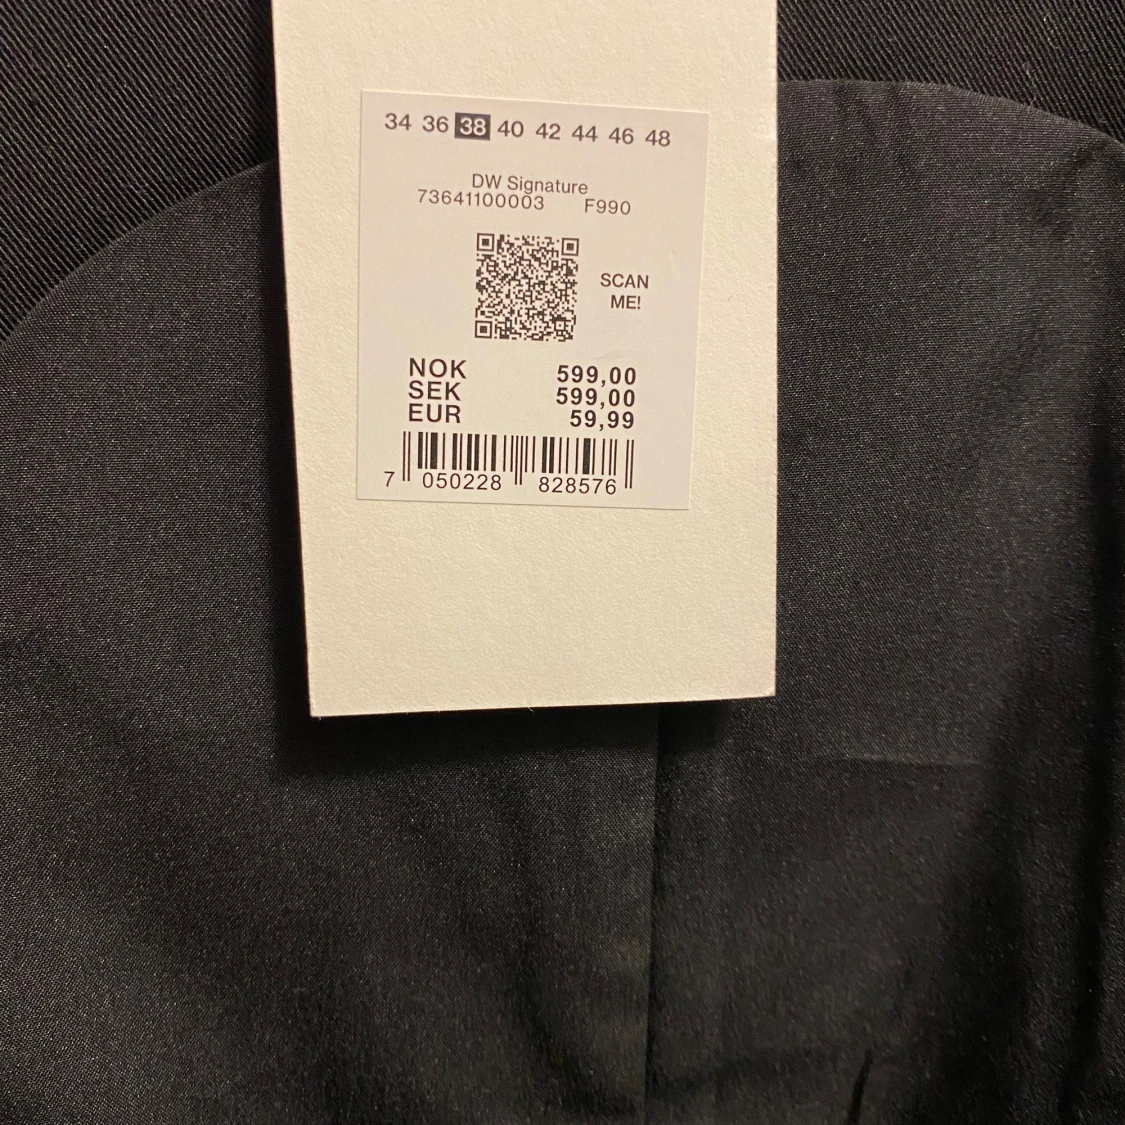 34 36 38 40 42 44 46 48
DW Signature
73641100003 F990
SCAN
ME!
NOK 599,00
SEK 599,00
EUR 59,99
7 050228 828576